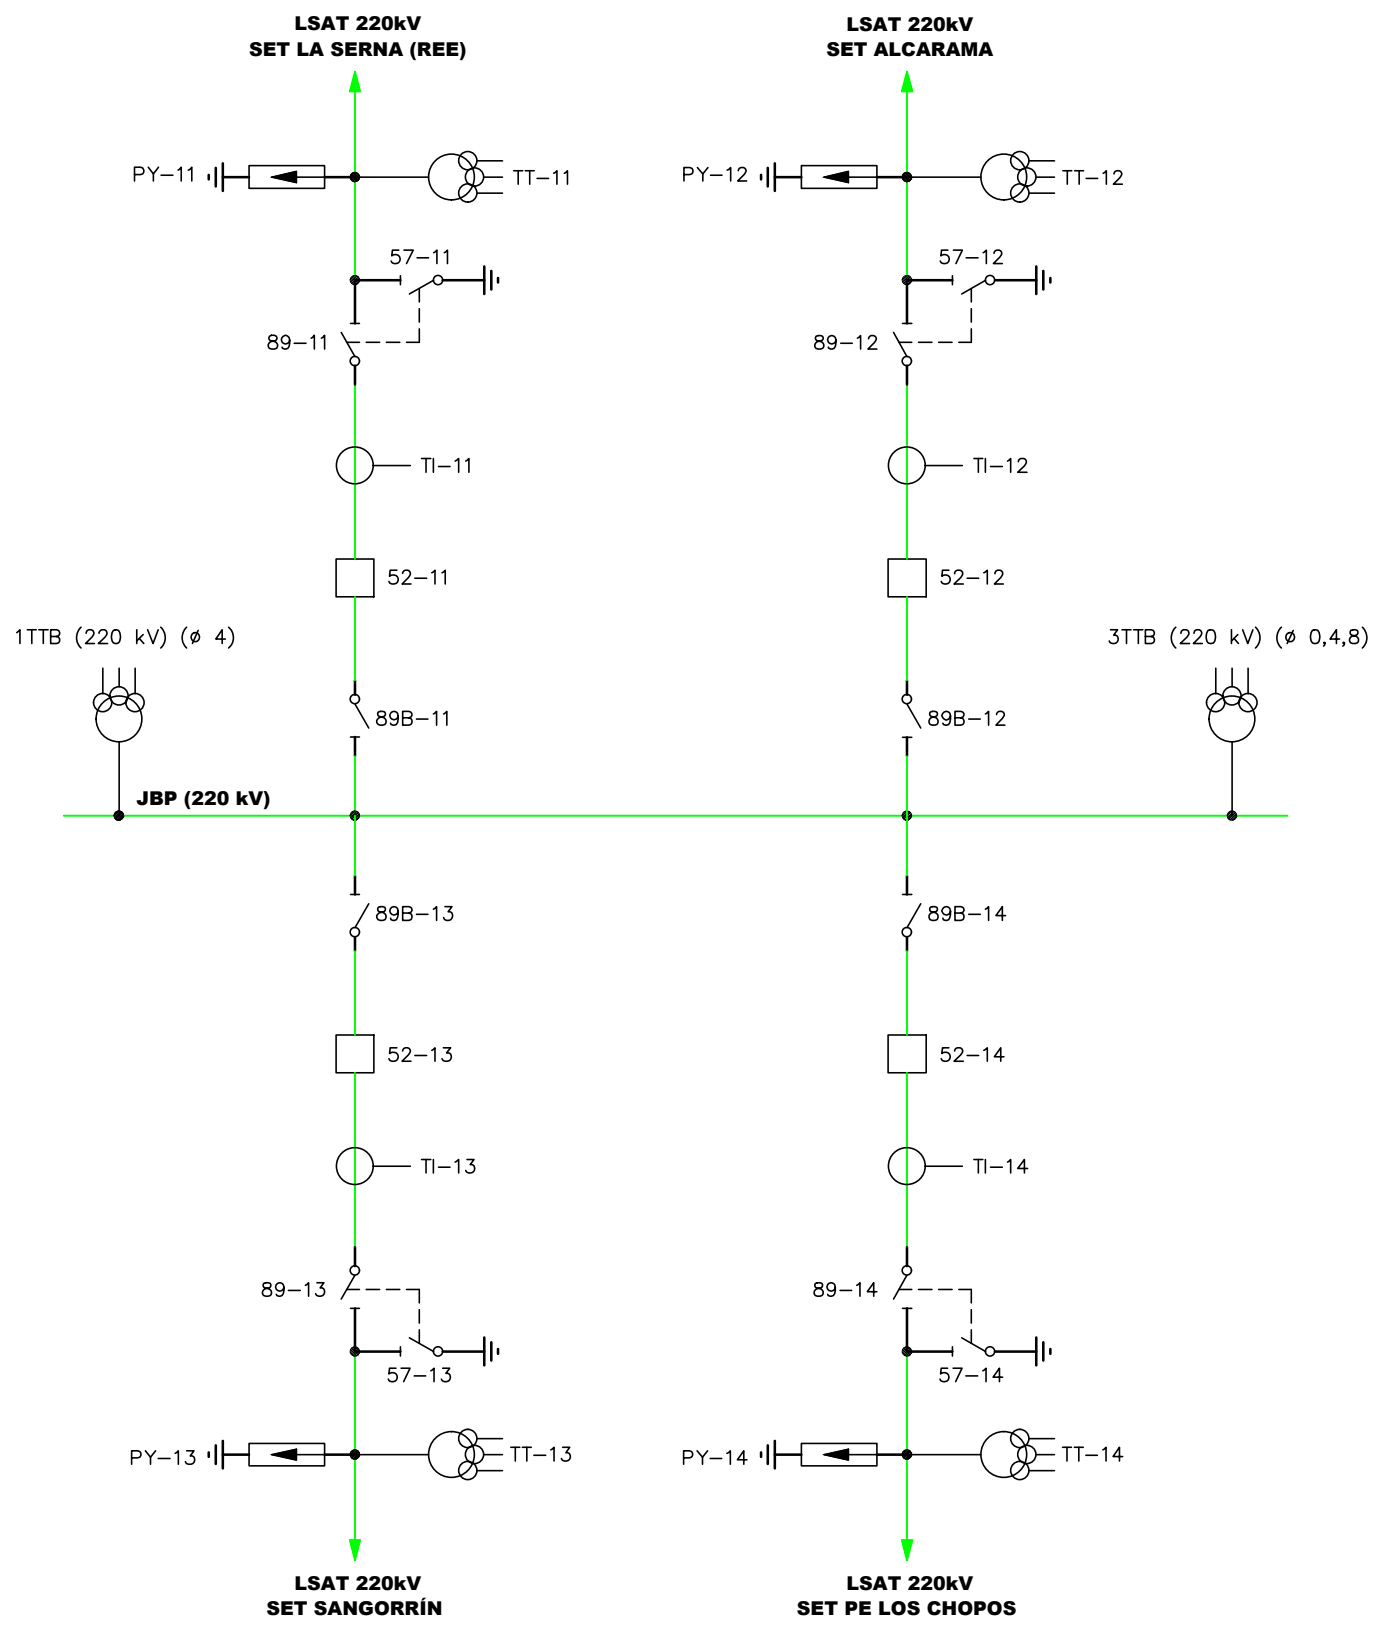 LSAT 220kV
SET LA SERNA (REE)
LSAT 220kV
SET ALCARAMA
PY-11
TT-11
PY-12
TT-12
57-11
57-12
89-11
89-12
TI-11
TI-12
52-11
52-12
1TTB (220 kV) (ø 4)
3TTB (220 kV) (ø 0,4,8)
89B-11
89B-12
JBP (220 kV)
89B-13
89B-14
52-13
52-14
TI-13
TI-14
89-13
89-14
57-13
57-14
PY-13
TT-13
PY-14
TT-14
LSAT 220kV
SET SANGORRÍN
LSAT 220kV
SET PE LOS CHOPOS